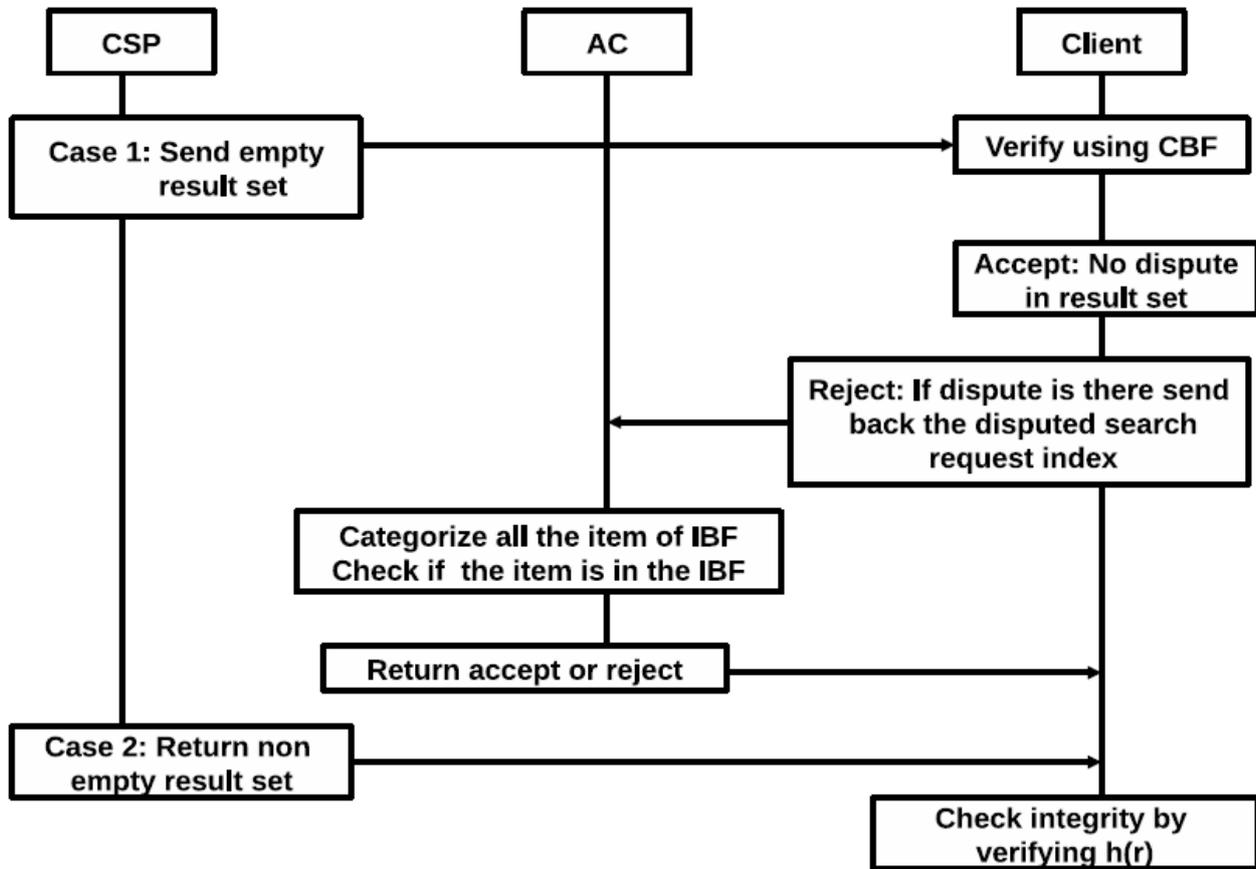 CSP
AC
Client
Case 1: Send empty
result set
Verify using CBF
Accept: No dispute
in result set
Reject: If dispute is there send
back the disputed search
request index
Categorize all the item of IBF
Check if the item is in the IBF
Return accept or reject
Case 2: Return non
empty result set
Check integrity by
verifying h(r)